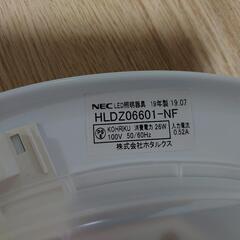 NEC LED照明器具 19年製 19.07
HLDZ06601-NF
KOHRIKU 消費電力 26W 入力電流
100V 50/60Hz 0.52A
株式会社ホタルクス